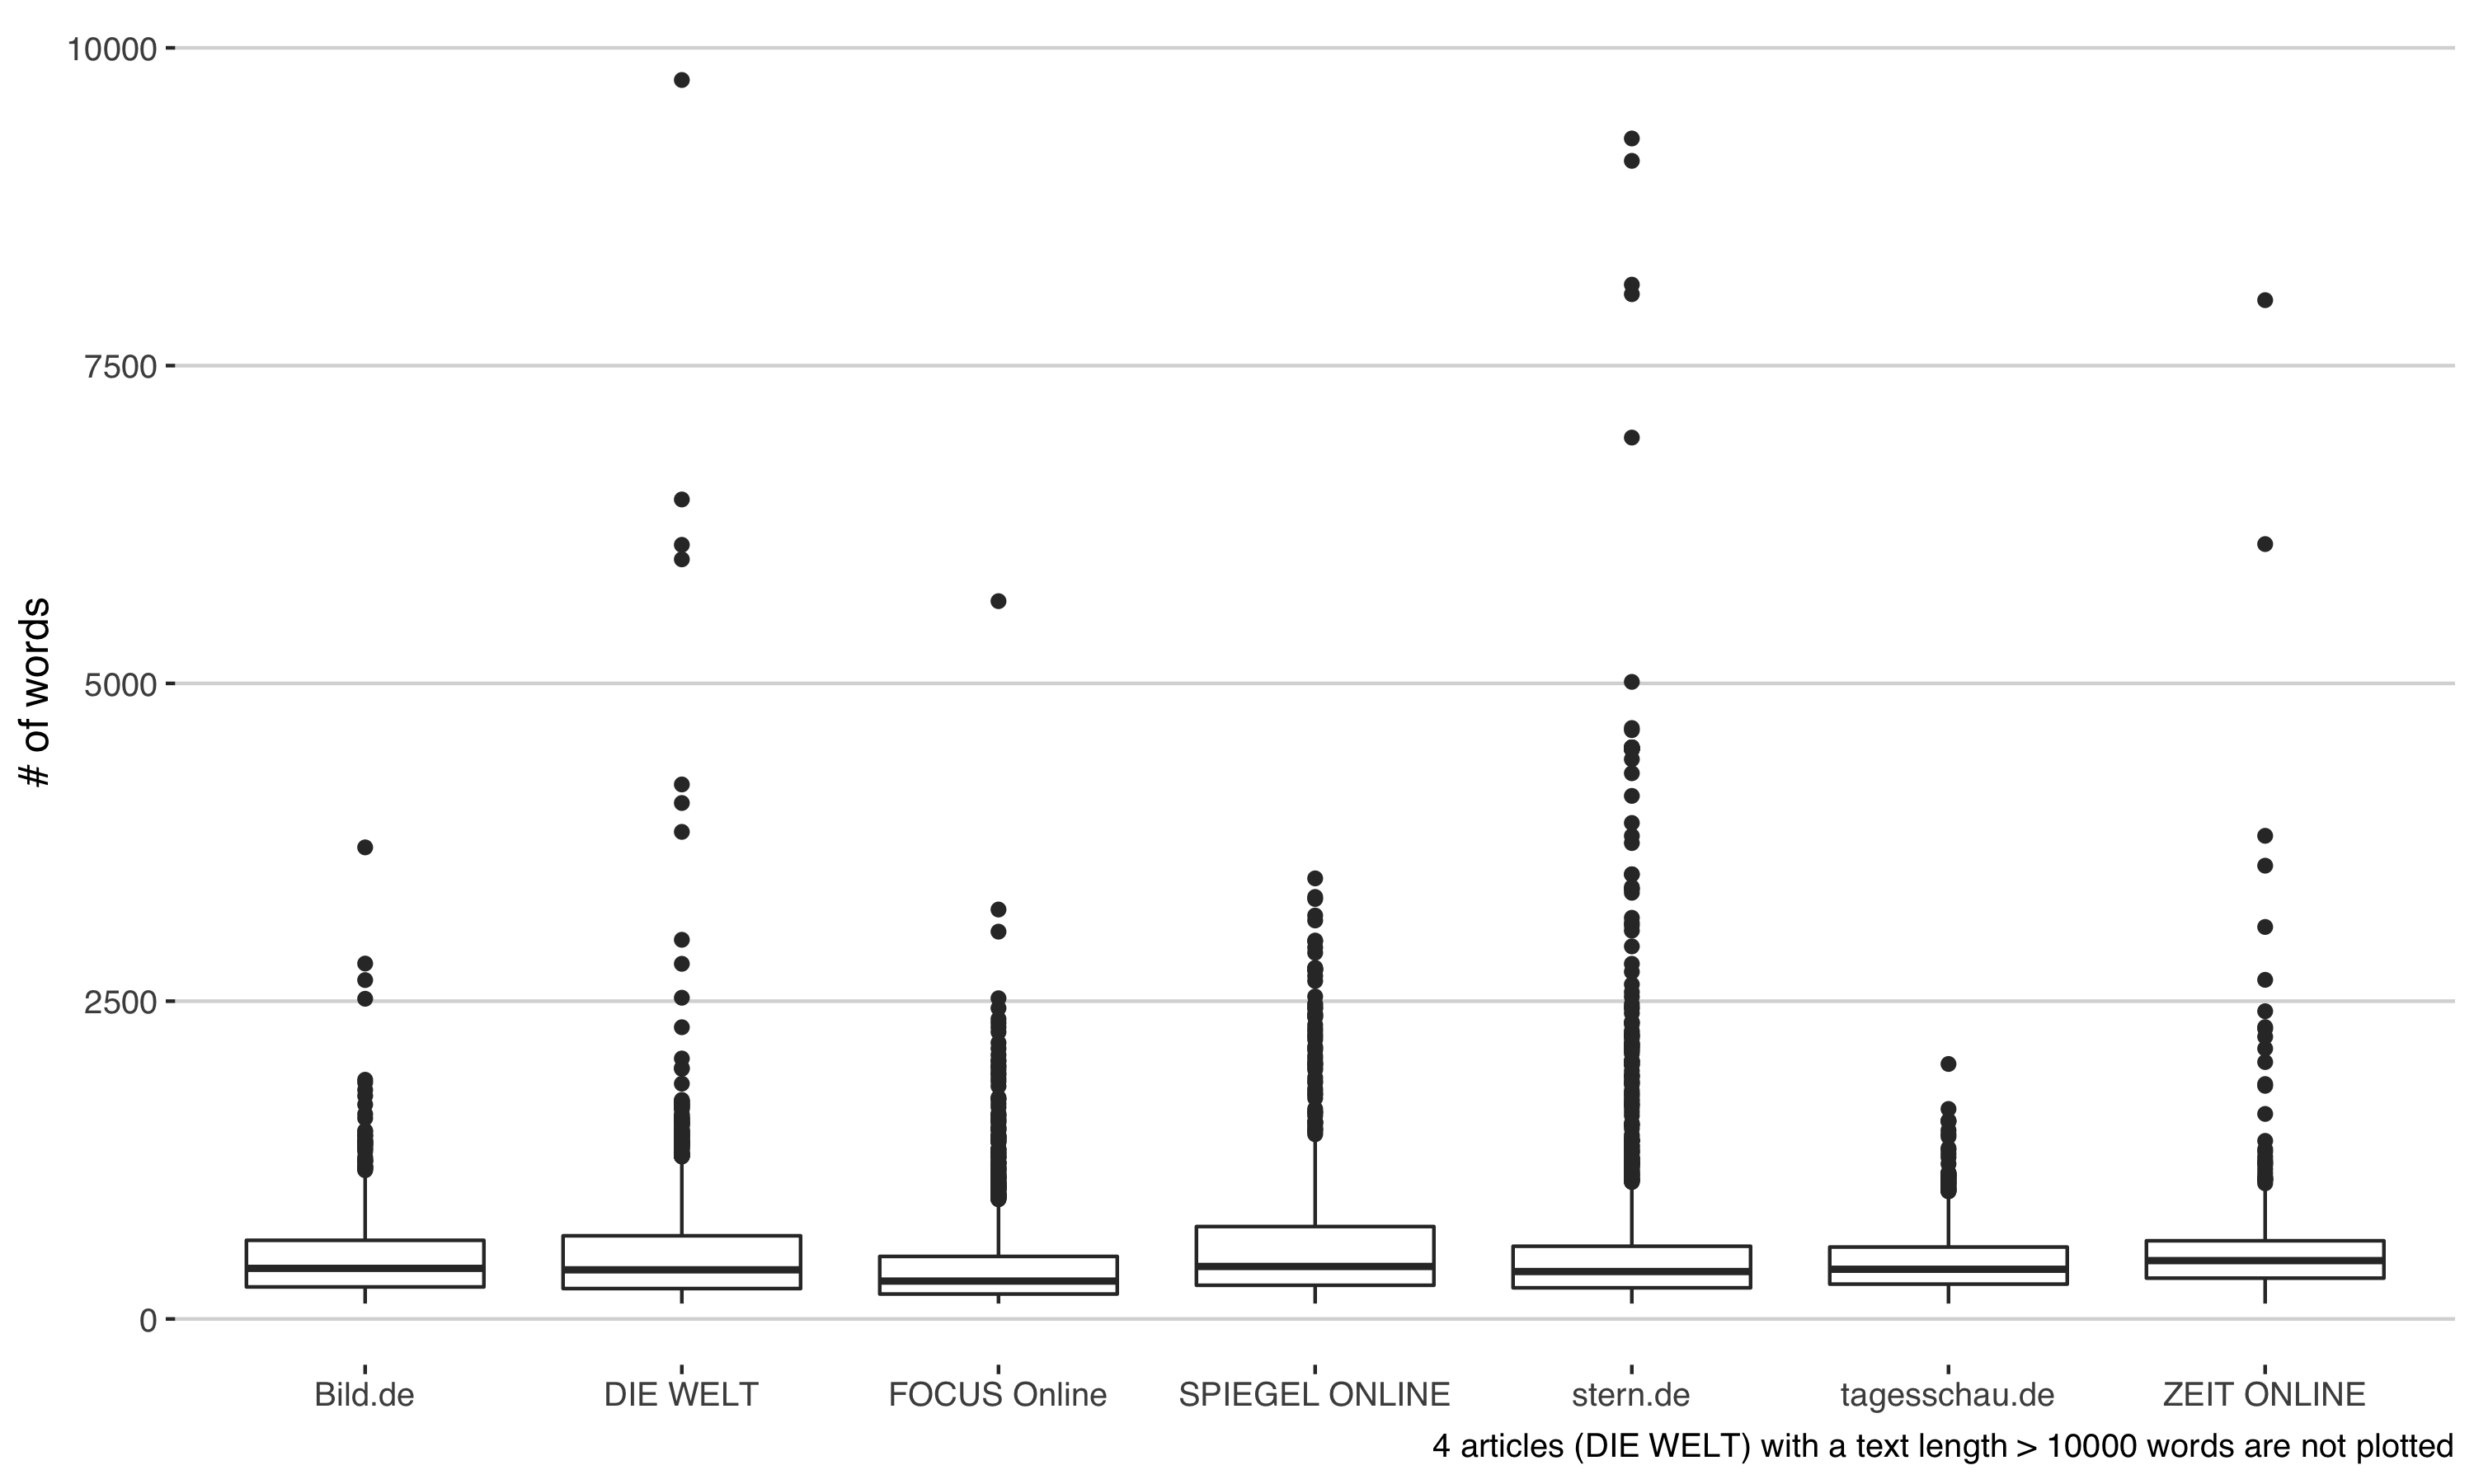 10000
7500
5000
2500
0
# of words
Bild.de DIE WELT FOCUS Online SPIEGEL ONLINE stern.de tagesschau.de ZEIT ONLINE
4 articles (DIE WELT) with a text length > 10000 words are not plotted